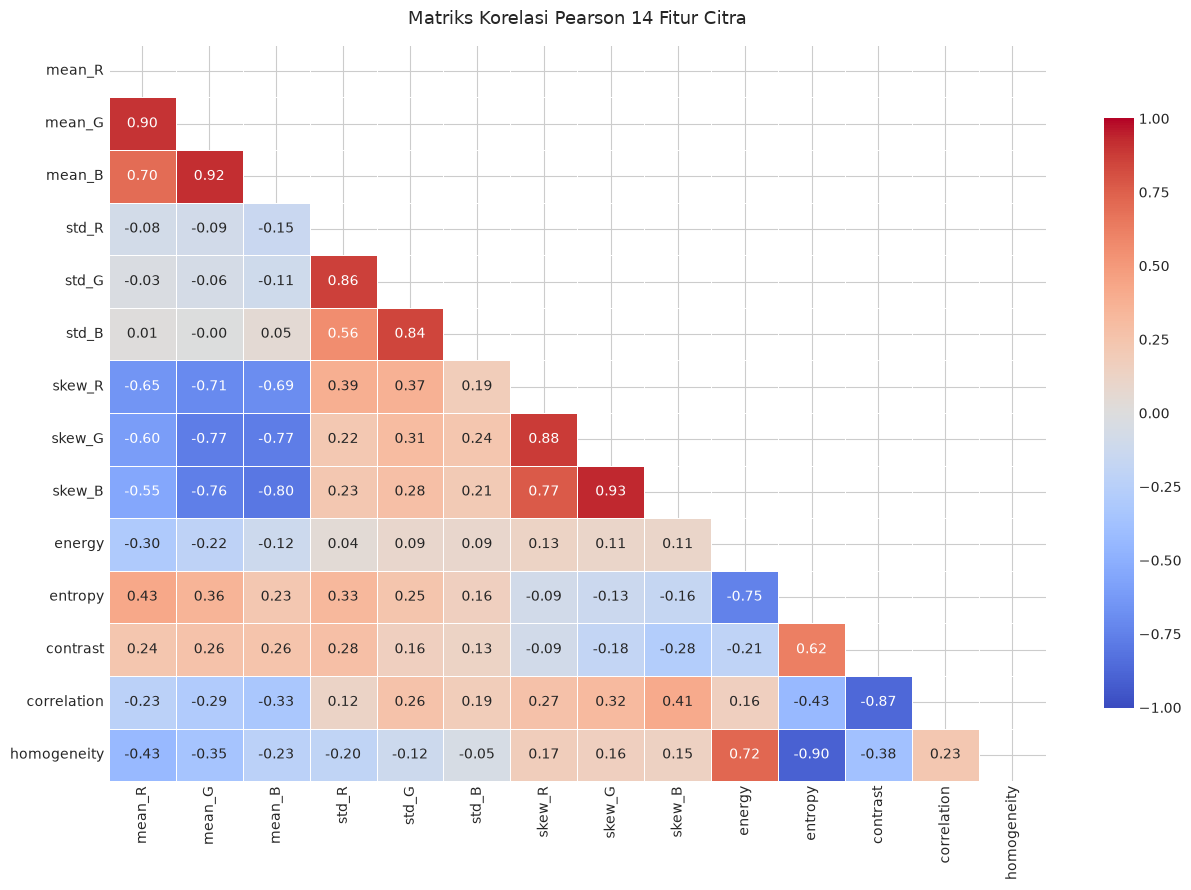 Matriks Korelasi Pearson 14 Fitur Citra
mean_R
mean_G 0.90
mean_B 0.70 0.92
std_R -0.08 -0.09 -0.15
std_G -0.03 -0.06 -0.11 0.86
std_B 0.01 -0.00 0.05 0.56 0.84
skew_R -0.65 -0.71 -0.69 0.39 0.37 0.19
skew_G -0.60 -0.77 -0.77 0.22 0.31 0.24 0.88
skew_B -0.55 -0.76 -0.80 0.23 0.28 0.21 0.77 0.93
energy -0.30 -0.22 -0.12 0.04 0.09 0.09 0.13 0.11 0.11
entropy 0.43 0.36 0.23 0.33 0.25 0.16 -0.09 -0.13 -0.16 -0.75
contrast 0.24 0.26 0.26 0.28 0.16 0.13 -0.09 -0.18 -0.28 -0.21 0.62
correlation -0.23 -0.29 -0.33 0.12 0.26 0.19 0.27 0.32 0.41 0.16 -0.43 -0.87
homogeneity -0.43 -0.35 -0.23 -0.20 -0.12 -0.05 0.17 0.16 0.15 0.72 -0.90 -0.38 0.23
mean_R mean_G mean_B std_R std_G std_B skew_R skew_G skew_B energy entropy contrast correlation homogeneity
1.00
0.75
0.50
0.25
0.00
−0.25
−0.50
−0.75
−1.00